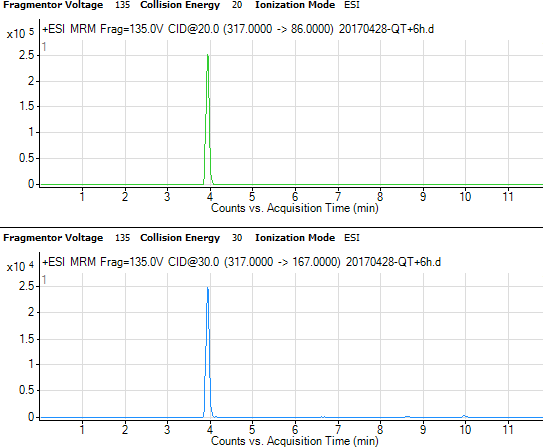 Fragmentor Voltage 135 Collision Energy 20 Ionization Mode ESI
x10 5 +ESI MRM Frag=135.0V CID@20.0 (317.0000 -> 86.0000) 20170428-QT+6h.d
1
2.5
2
1.5
1
0.5
0
1 2 3 4 5 6 7 8 9 10 11
Counts vs. Acquisition Time (min)
Fragmentor Voltage 135 Collision Energy 30 Ionization Mode ESI
x10 4 +ESI MRM Frag=135.0V CID@30.0 (317.0000 -> 167.0000) 20170428-QT+6h.d
1
2.5
2
1.5
1
0.5
0
1 2 3 4 5 6 7 8 9 10 11
Counts vs. Acquisition Time (min)